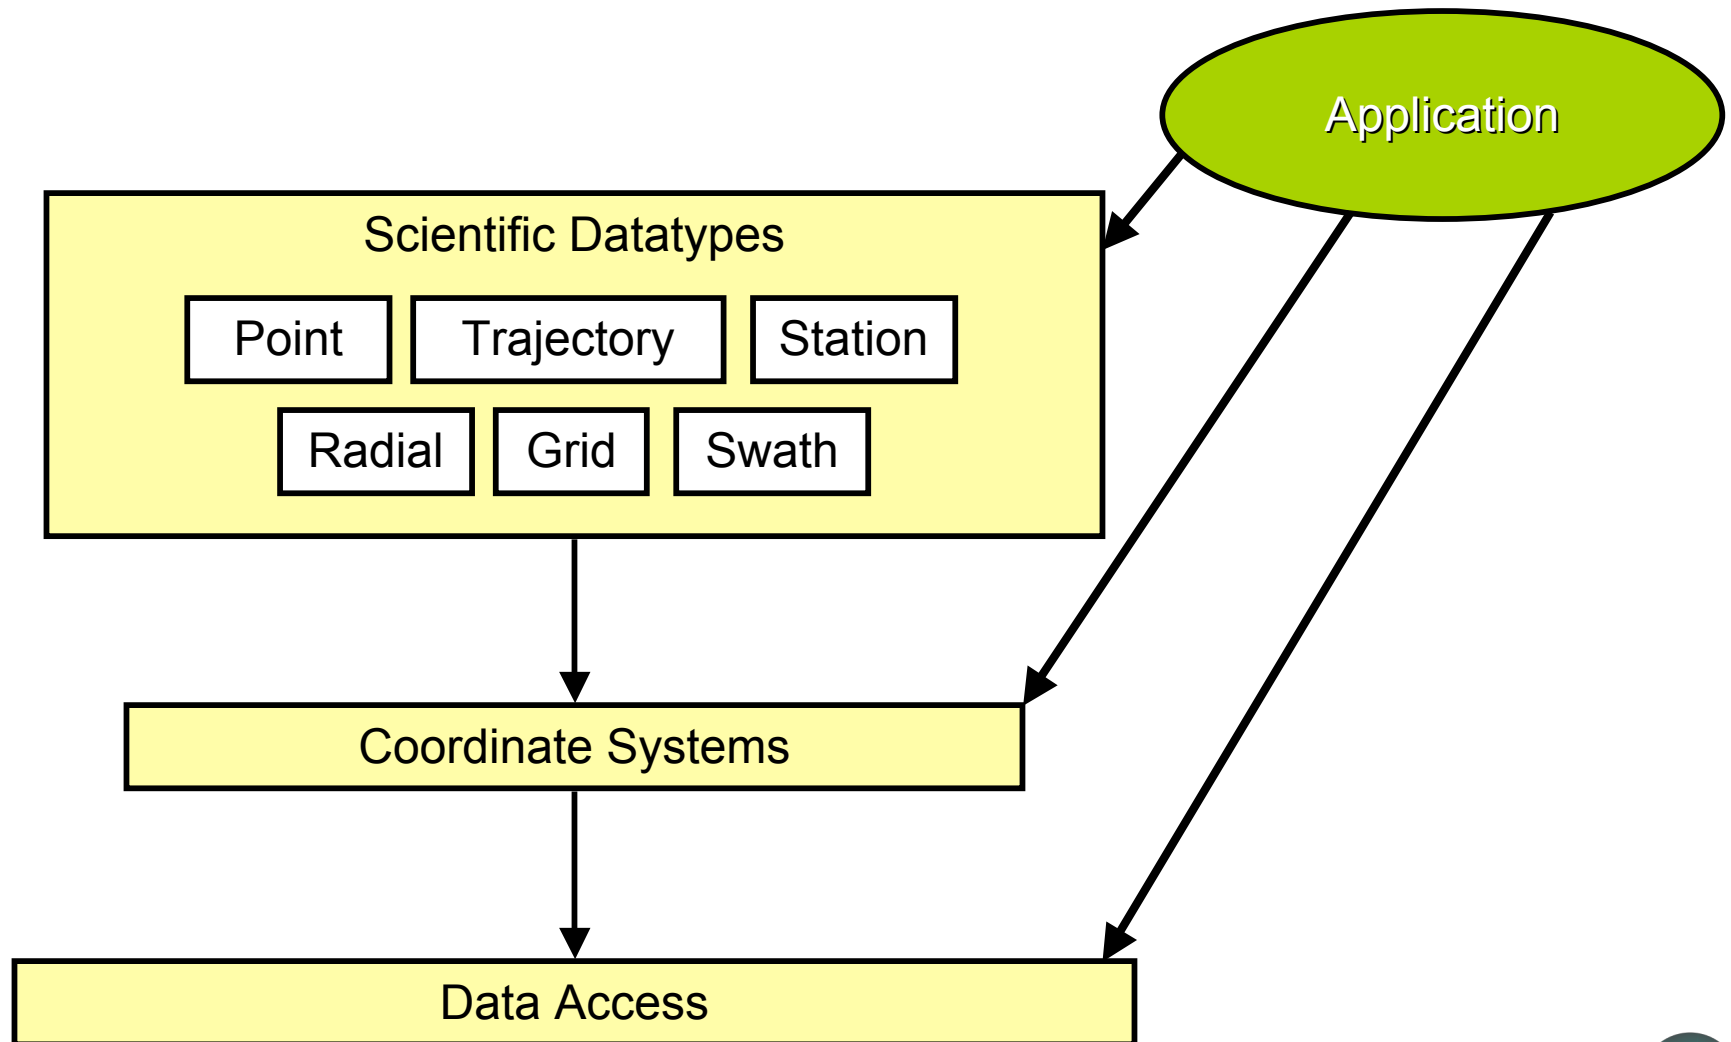 Application
Scientific Datatypes
Point Trajectory Station
Radial Grid Swath
Coordinate Systems
Data Access